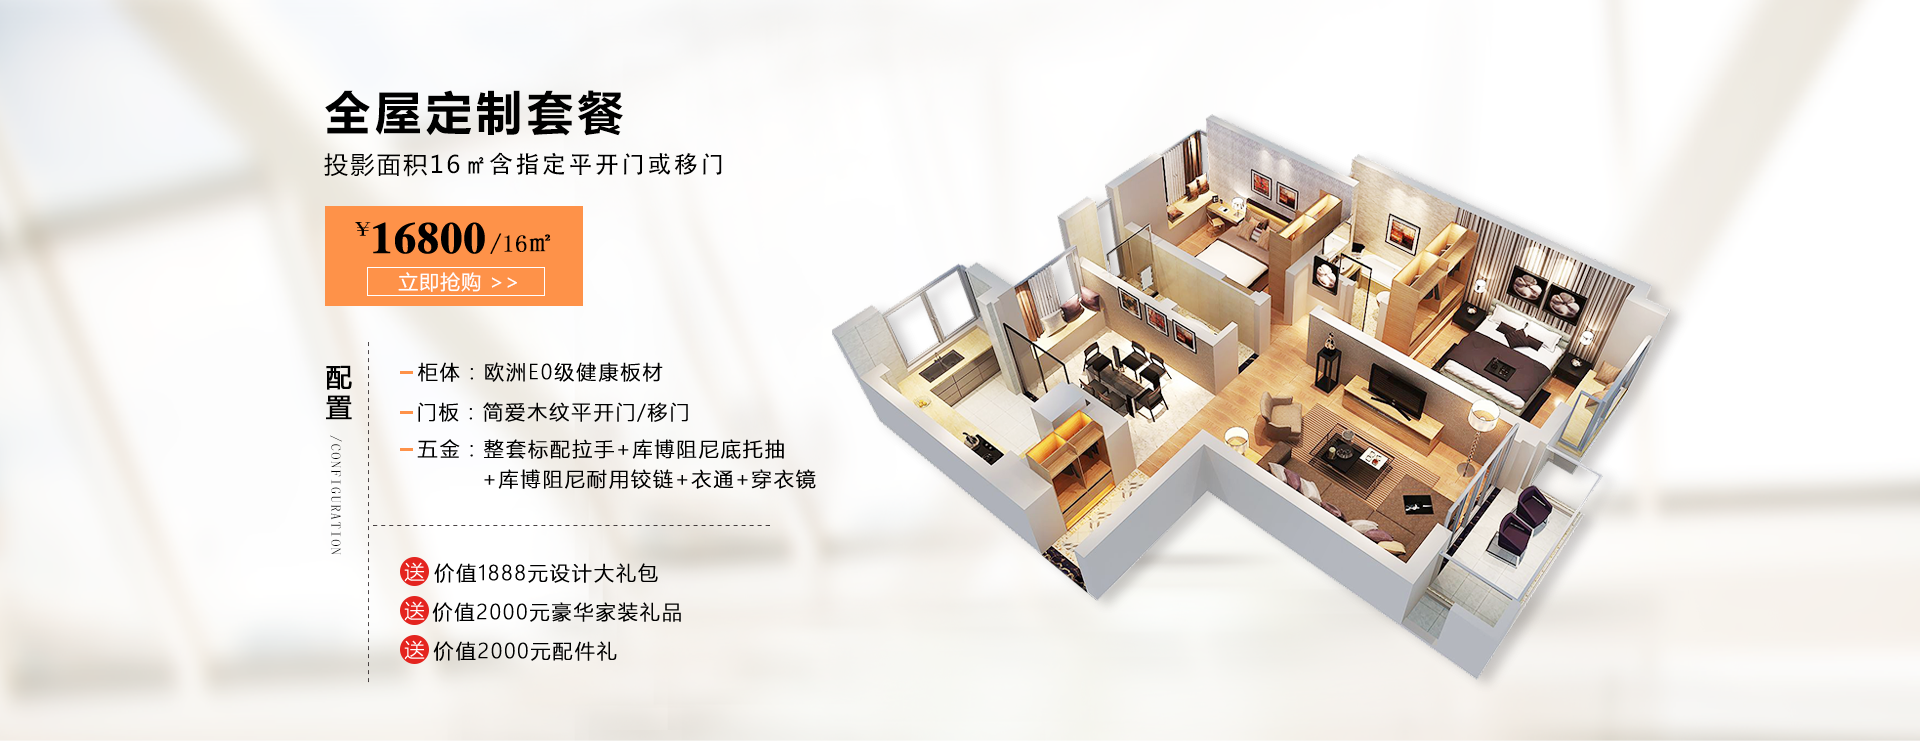 全屋定制套餐
投影面积16㎡含指定平开门或移门
¥16800/16㎡
立即抢购 >>
配置
/CONFIGURATION
柜体：欧洲E0级健康板材
门板：简爱木纹平开门/移门
五金：整套标配拉手+库博阻尼底托抽
+库博阻尼耐用铰链+衣通+穿衣镜
送 价值1888元设计大礼包
送 价值2000元豪华家装礼品
送 价值2000元配件礼